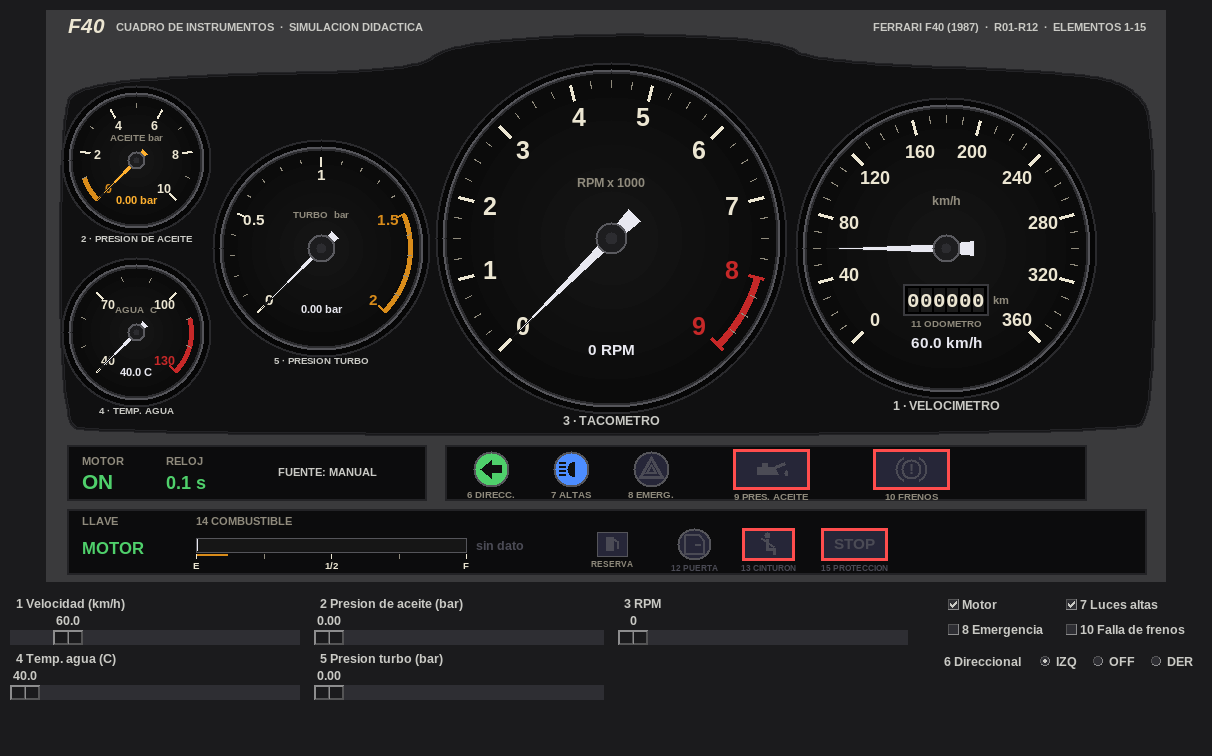 F40 CUADRO DE INSTRUMENTOS · SIMULACION DIDACTICA
FERRARI F40 (1987) · R01-R12 · ELEMENTOS 1-15
4 6
ACEITE bar
2 8
0 10
0.00 bar
2 · PRESION DE ACEITE
70 100
AGUA C
40 130
40.0 C
4 · TEMP. AGUA
1
TURBO bar
0.5 1.5
0 2
0.00 bar
5 · PRESION TURBO
4 5
3 6
RPM x 1000
2 7
1 8
0 9
0 RPM
3 · TACOMETRO
160 200
120 240
km/h
80 280
40 320
000000 km
11 ODOMETRO
0 360
60.0 km/h
1 · VELOCIMETRO
MOTOR RELOJ
ON 0.1 s
FUENTE: MANUAL
6 DIRECC. 7 ALTAS 8 EMERG. 9 PRES. ACEITE 10 FRENOS
LLAVE 14 COMBUSTIBLE
MOTOR
sin dato
E 1/2 F
RESERVA
12 PUERTA
13 CINTURON
STOP
15 PROTECCION
1 Velocidad (km/h) 2 Presion de aceite (bar) 3 RPM
60.0 0.00 0
4 Temp. agua (C) 5 Presion turbo (bar)
40.0 0.00
Motor 7 Luces altas
8 Emergencia 10 Falla de frenos
6 Direccional IZQ OFF DER